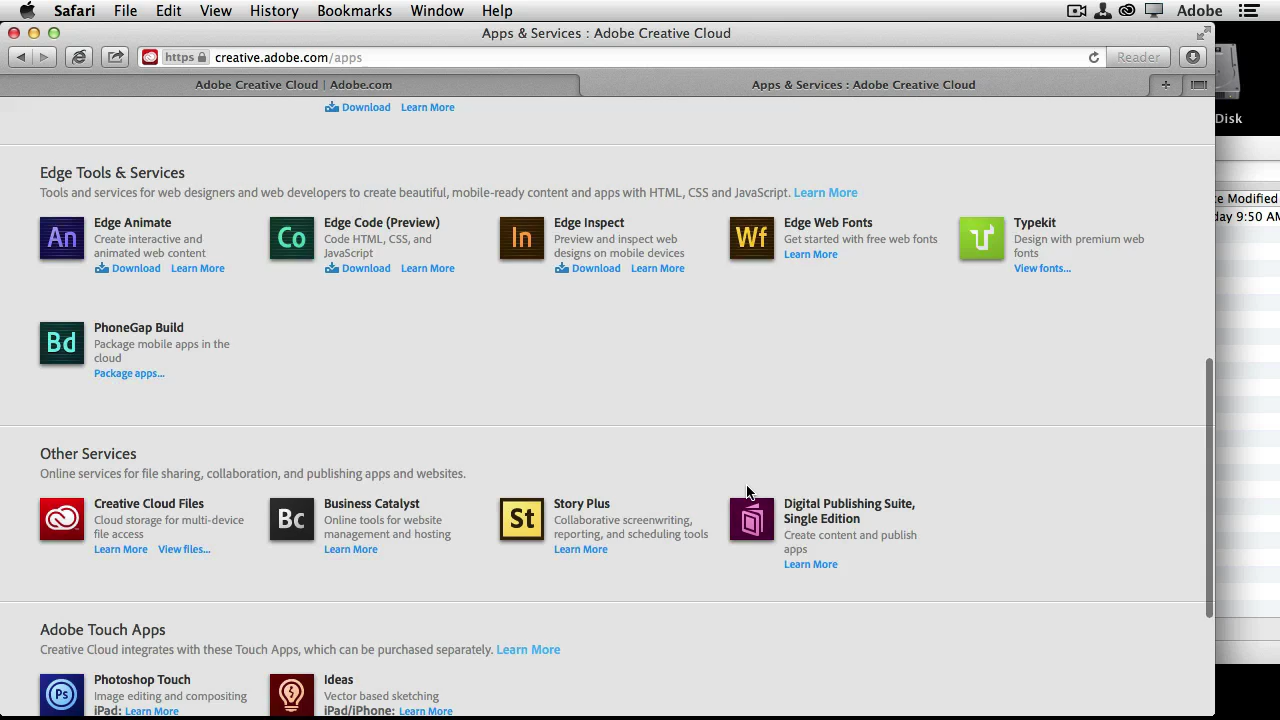 Safari File Edit View History Bookmarks Window Help Adobe
Apps & Services : Adobe Creative Cloud
https creative.adobe.com/apps Reader
Adobe Creative Cloud | Adobe.com Apps & Services : Adobe Creative Cloud
Disk
Download Learn More
Edge Tools & Services
Tools and services for web designers and web developers to create beautiful, mobile-ready content and apps with HTML, CSS and JavaScript. Learn More
An
Edge Animate
Create interactive and
animated web content
Download Learn More
Co
Edge Code (Preview)
Code HTML, CSS, and
JavaScript
Download Learn More
In
Edge Inspect
Preview and inspect web
designs on mobile devices
Download Learn More
Wf
Edge Web Fonts
Get started with free web fonts
Learn More
Typekit
Design with premium web
fonts
View fonts...
Bd
PhoneGap Build
Package mobile apps in the
cloud
Package apps...
Other Services
Online services for file sharing, collaboration, and publishing apps and websites.
Creative Cloud Files
Cloud storage for multi-device
file access
Learn More View files...
Bc
Business Catalyst
Online tools for website
management and hosting
Learn More
St
Story Plus
Collaborative screenwriting,
reporting, and scheduling tools
Learn More
Digital Publishing Suite,
Single Edition
Create content and publish
apps
Learn More
Adobe Touch Apps
Creative Cloud integrates with these Touch Apps, which can be purchased separately. Learn More
Ps
Photoshop Touch
Image editing and compositing
iPad: Learn More
Ideas
Vector based sketching
iPad/iPhone: Learn More
Modified
9:50 AM